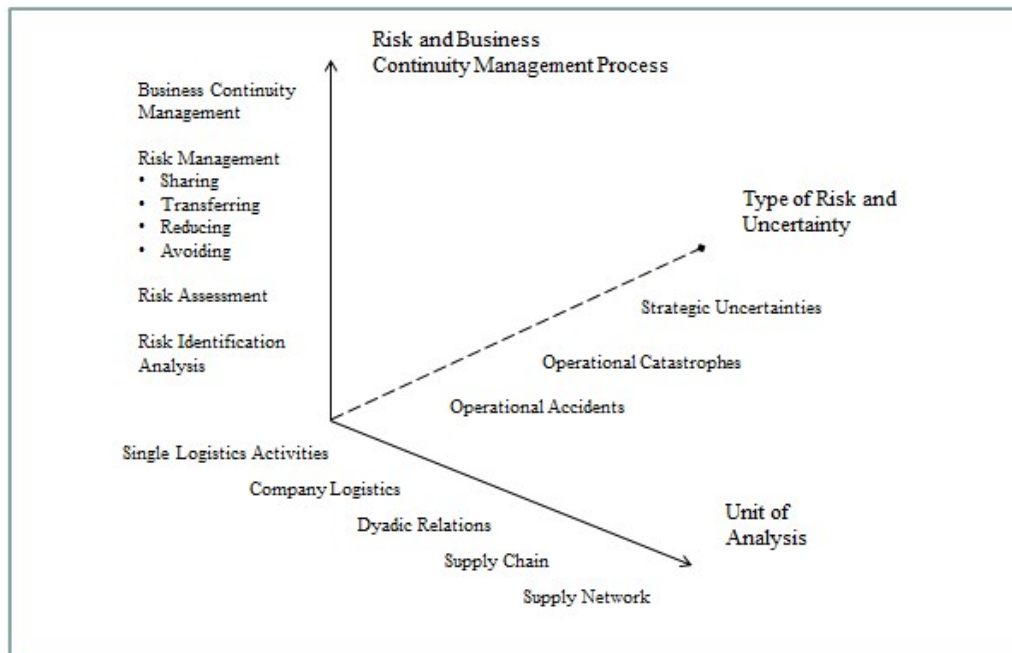 Risk and Business
Continuity Management Process
Business Continuity
Management
Risk Management
• Sharing
• Transferring
• Reducing
• Avoiding
Risk Assessment
Risk Identification
Analysis
Type of Risk and
Uncertainty
Strategic Uncertainties
Operational Catastrophes
Operational Accidents
Single Logistics Activities
Company Logistics
Dyadic Relations
Supply Chain
Supply Network
Unit of
Analysis